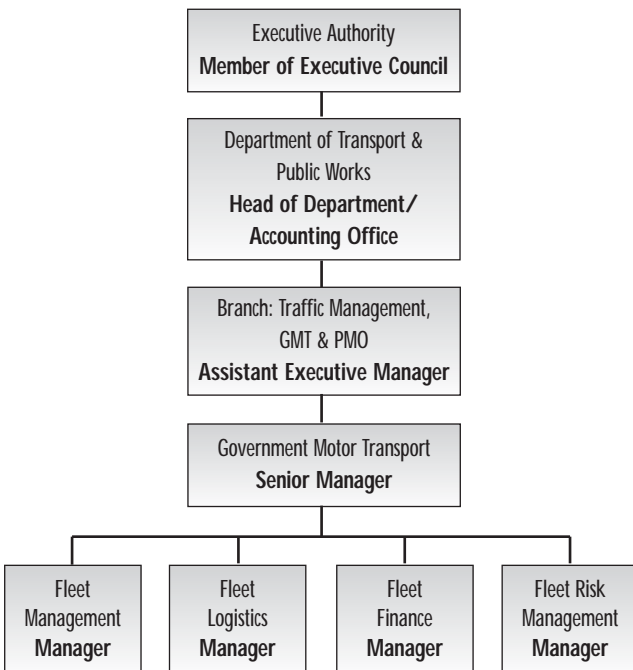 Executive Authority
Member of Executive Council
Department of Transport &
Public Works
Head of Department/
Accounting Office
Branch: Traffic Management,
GMT & PMO
Assistant Executive Manager
Government Motor Transport
Senior Manager
Fleet
Management
Manager
Fleet
Logistics
Manager
Fleet
Finance
Manager
Fleet Risk
Management
Manager